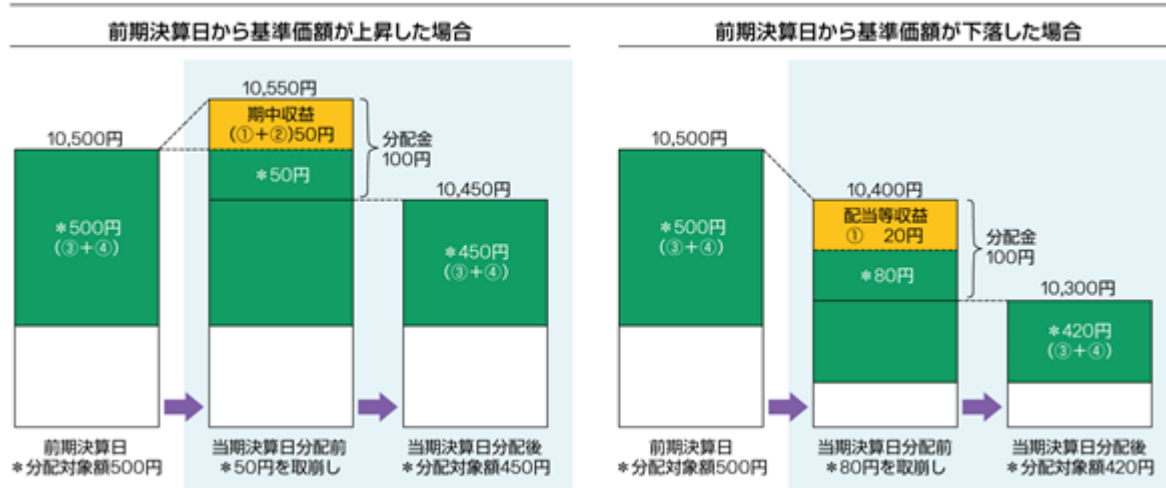 前期決算日から基準価額が上昇した場合
10,550円
期中収益
(①+②)50円
10,500円
分配金
100円
*50円
10,450円
*500円
(③+④)
*450円
(③+④)
前期決算日
*分配対象額500円
当期決算日分配前
*50円を取崩し
当期決算日分配後
*分配対象額450円
前期決算日から基準価額が下落した場合
10,500円
10,400円
*500円
(③+④)
配当等収益
① 20円
分配金
100円
*80円
10,300円
*420円
(③+④)
前期決算日
*分配対象額500円
当期決算日分配前
*80円を取崩し
当期決算日分配後
*分配対象額420円